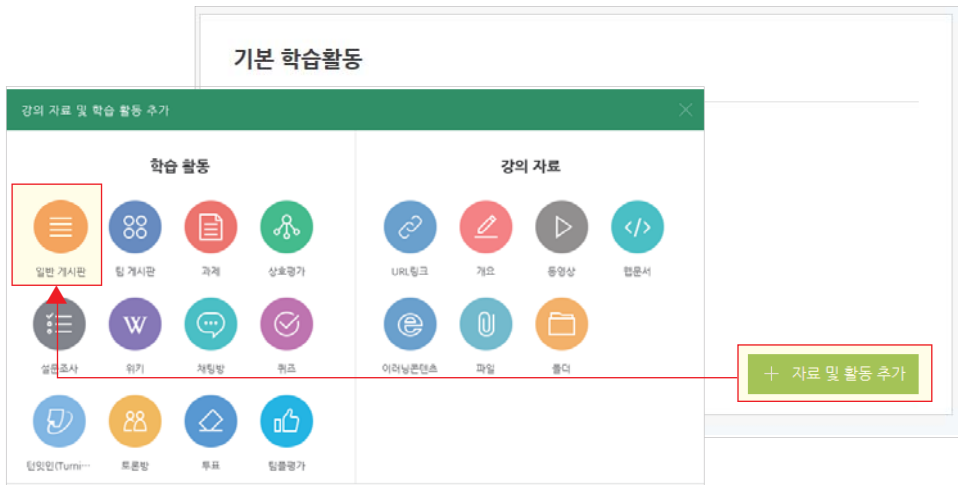 기본 학습활동
강의 자료 및 학습 활동 추가
학습 활동
강의 자료
일반 게시판
팀 게시판
과제
상호평가
URL링크
개요
동영상
웹문서
설문조사
위키
채팅방
퀴즈
이러닝콘텐츠
파일
폴더
턴잇인(Turni···
토론방
투표
팀플평가
+ 자료 및 활동 추가